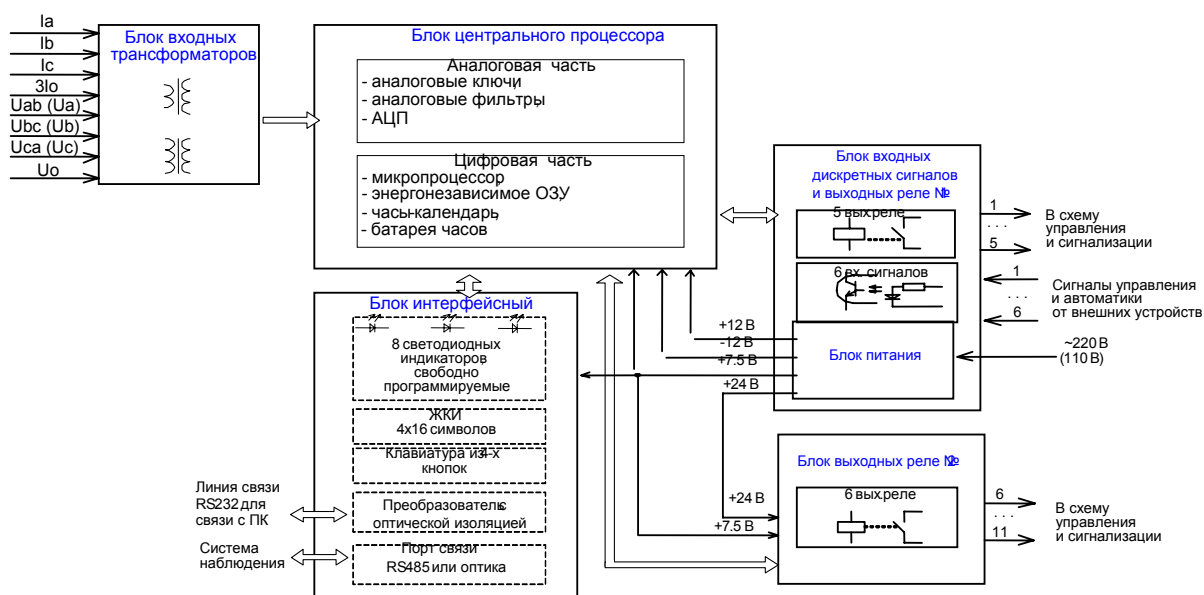 Ia
Ib
Ic
3Io
Uab (Ua)
Ubc (Ub)
Uca (Uc)
Uo
Блок входных
трансформаторов
Блок центрального процессора
Аналоговая часть
- аналоговые ключи,
- аналоговые фильтры,
- АЦП
Цифровая часть
- микропроцессор
- энергонезависимое ОЗУ,
- часы-календарь,
- батарея часов
Блок входных
дискретных сигналов
и выходных реле №1
5 вых.реле
6 вх. сигналов
Блок питания
1
. . .
5
В схему
управления
и сигнализации
1
. . .
6
Сигналы управления
и автоматики
от внешних устройств
~220 В
(110 В)
+12 В
-12 В
+7.5 В
+24 В
Блок интерфейсный
8 светодиодных
индикаторов
свободно
программируемые
ЖКИ
4x16 символов
Клавиатура из 4-х
кнопок
Преобразователь с
оптической изоляцией
Порт связи
RS485 или оптика
Линия связи
RS232 для
связи с ПК
Система
наблюдения
Блок выходных реле №2
6 вых.реле
+24 В
+7.5 В
6
. . .
11
В схему
управления
и сигнализации